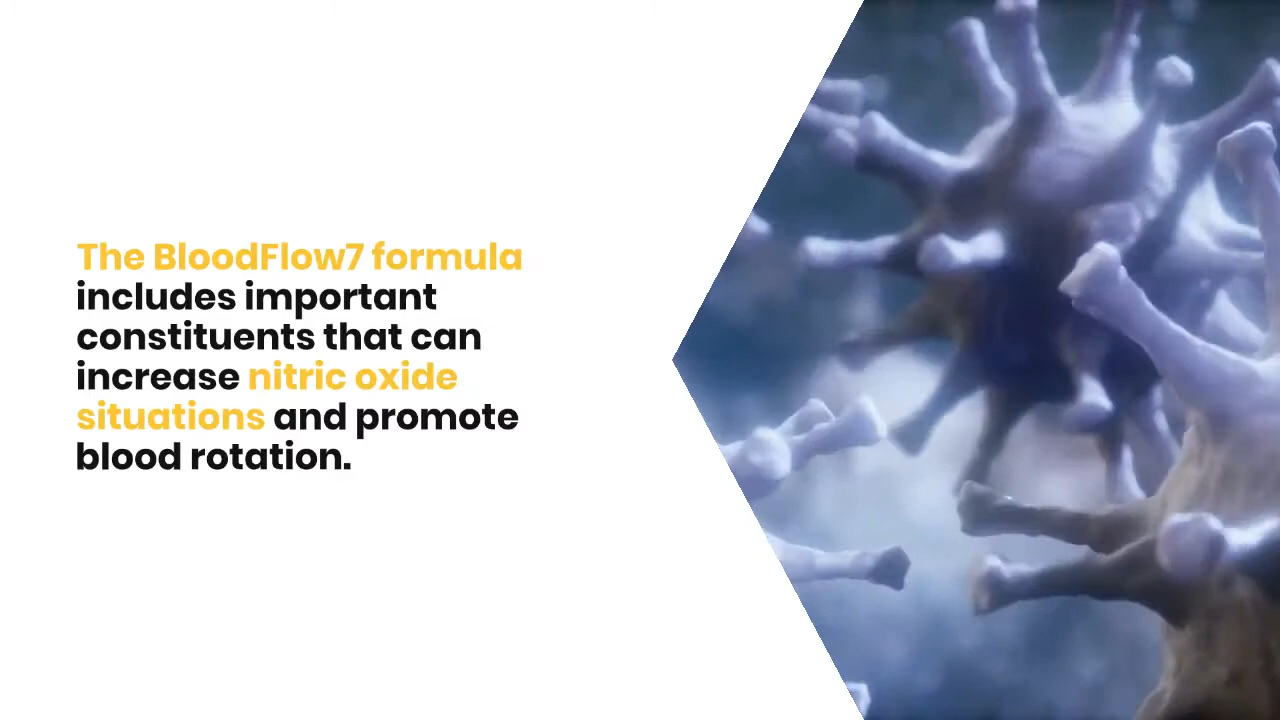 The BloodFlow7 formula
includes important
constituents that can
increase nitric oxide
situations and promote
blood rotation.